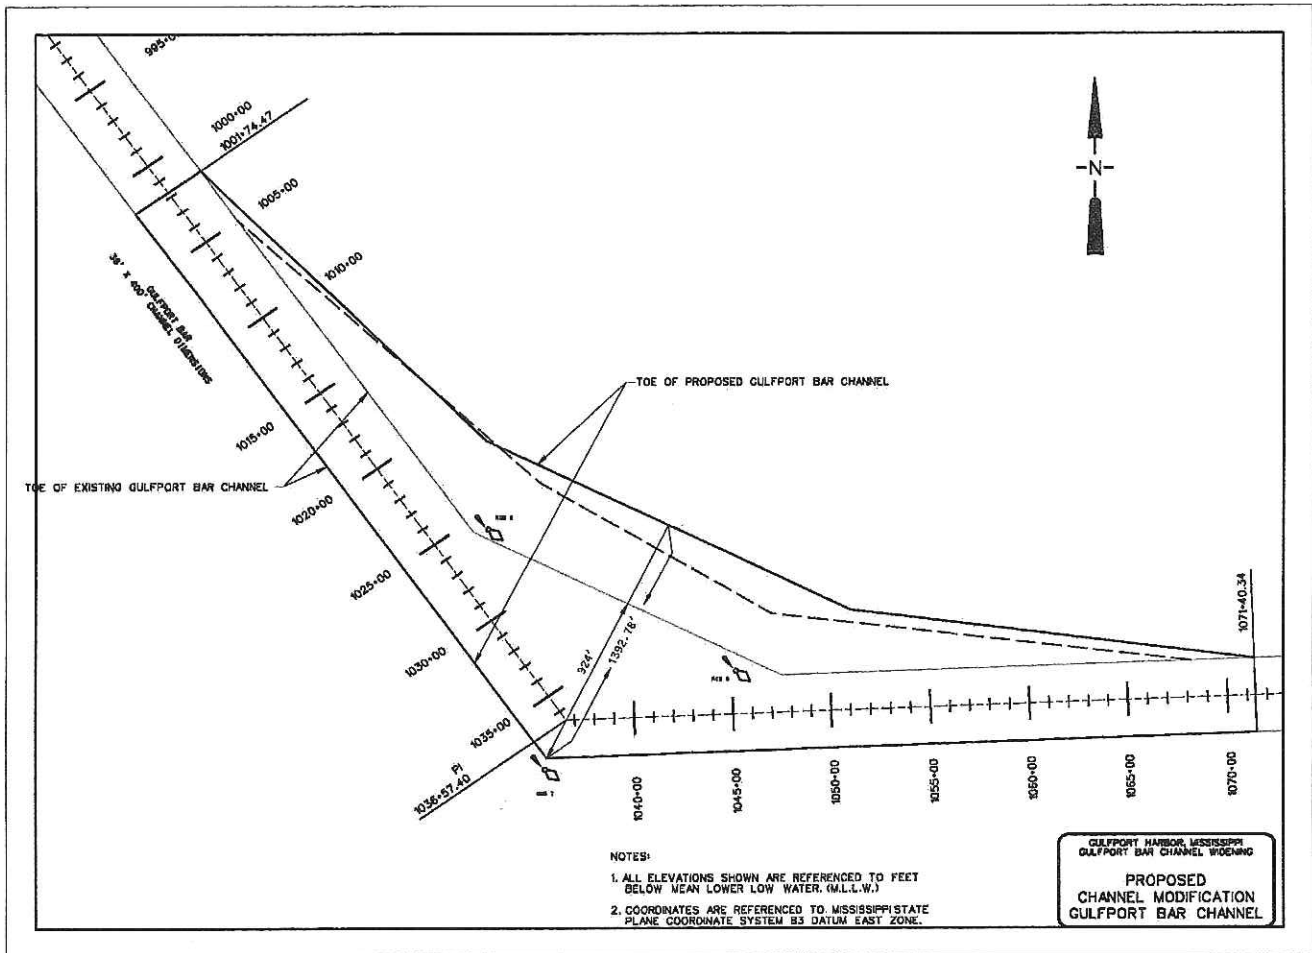 1000+00
1001+74.47
1005+00
-N-
1010+00
GULFPORT BAR
38' X 400' CHANNEL DIMENSIONS
TOE OF PROPOSED GULFPORT BAR CHANNEL
1015+00
TOE OF EXISTING GULFPORT BAR CHANNEL
1020+00
1025+00
1071+40.34
924'
1392.78'
1030+00
1035+00
PI
1036+57.40
1040+00
1045+00
1050+00
1055+00
1060+00
1065+00
1070+00
NOTES:
1. ALL ELEVATIONS SHOWN ARE REFERENCED TO FEET
BELOW MEAN LOWER LOW WATER. (M.L.L.W.)
2. COORDINATES ARE REFERENCED TO MISSISSIPPI STATE
PLANE COORDINATE SYSTEM 83 DATUM EAST ZONE.
GULFPORT HARBOR, MISSISSIPPI
GULFPORT BAR CHANNEL WIDENING
PROPOSED
CHANNEL MODIFICATION
GULFPORT BAR CHANNEL